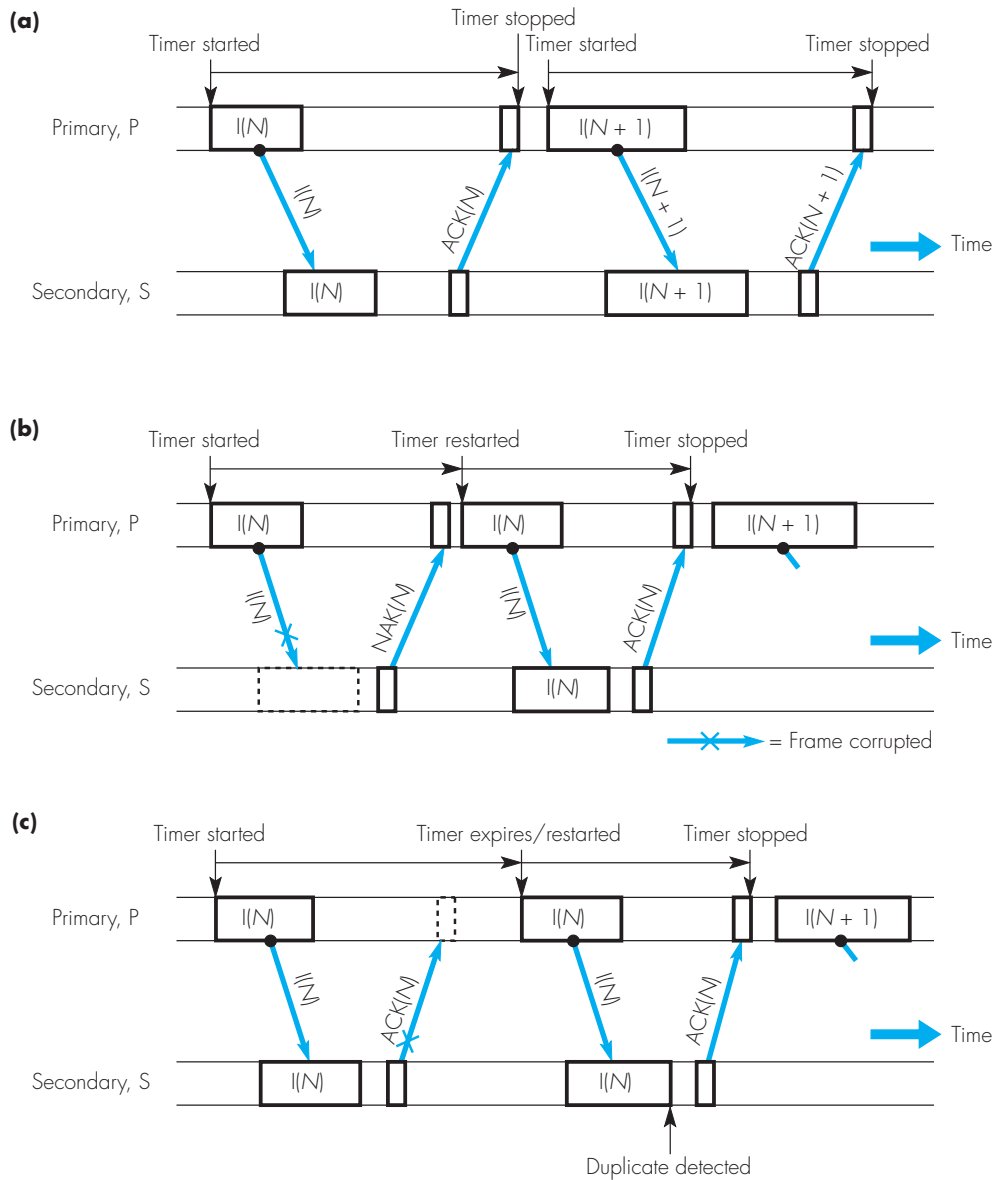 (a)
Timer stopped
Timer started
Timer started
Timer stopped
Primary, P
I(N)
I(N + 1)
I(N)
ACK(N)
I(N + 1)
ACK(N + 1)
Time
Secondary, S
I(N)
I(N + 1)
(b)
Timer started
Timer restarted
Timer stopped
Primary, P
I(N)
I(N)
I(N + 1)
I(N)
NAK(N)
I(N)
ACK(N)
Time
Secondary, S
I(N)
= Frame corrupted
(c)
Timer started
Timer expires/restarted
Timer stopped
Primary, P
I(N)
I(N)
I(N + 1)
I(N)
ACK(N)
I(N)
ACK(N)
Time
Secondary, S
I(N)
I(N)
Duplicate detected